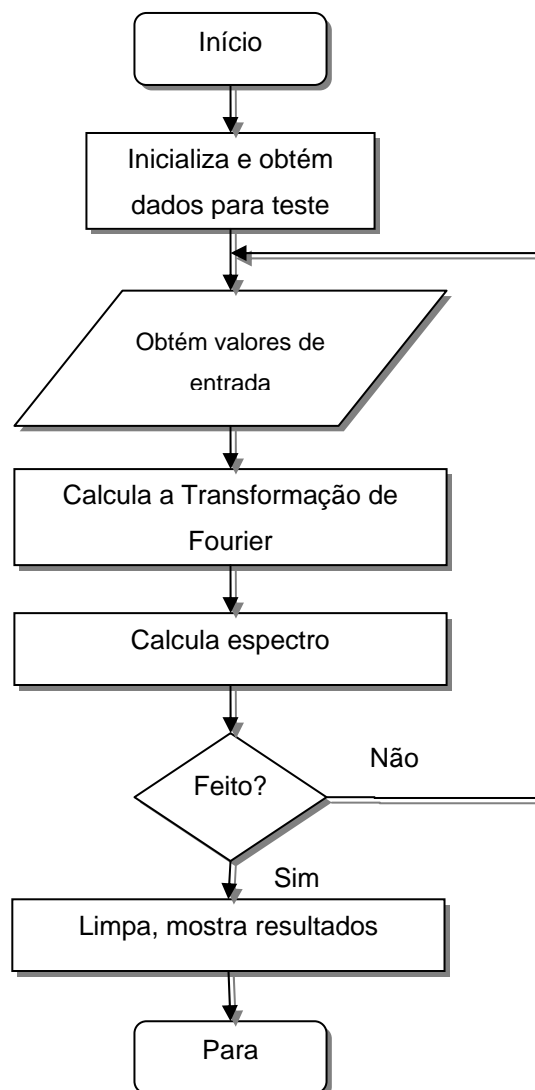 Início
Inicializa e obtém
dados para teste
Obtém valores de
entrada
Calcula a Transformação de
Fourier
Calcula espectro
Não
Feito?
Sim
Limpa, mostra resultados
Para